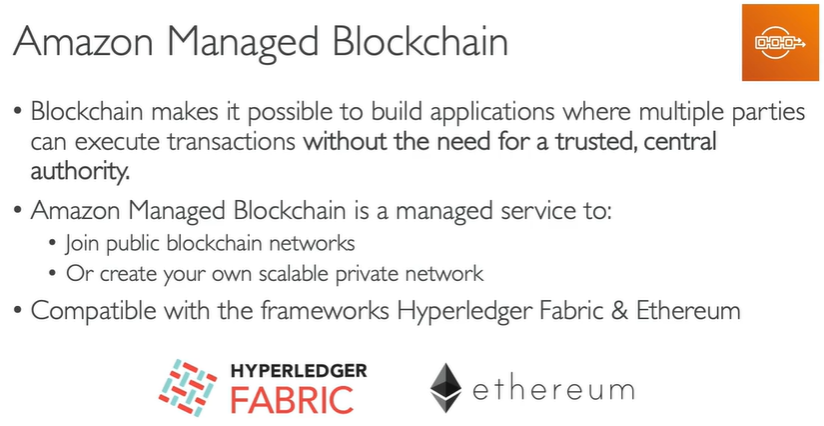 Amazon Managed Blockchain
• Blockchain makes it possible to build applications where multiple parties
can execute transactions without the need for a trusted, central
authority.
• Amazon Managed Blockchain is a managed service to:
• Join public blockchain networks
• Or create your own scalable private network
• Compatible with the frameworks Hyperledger Fabric & Ethereum
HYPERLEDGER
FABRIC
ethereum